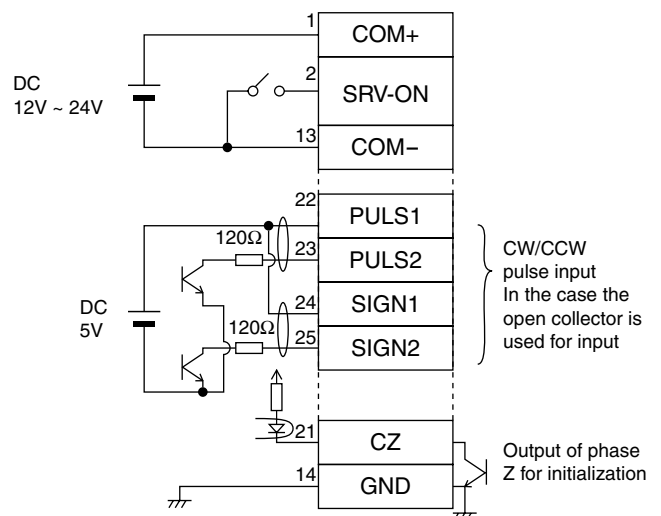 1
COM+
DC
12V ~ 24V
2
SRV-ON
13
COM−
22
PULS1
120Ω
23
PULS2
CW/CCW
pulse input
In the case the
open collector is
used for input
DC
5V
24
SIGN1
120Ω
25
SIGN2
21
CZ
Output of phase
Z for initialization
14
GND